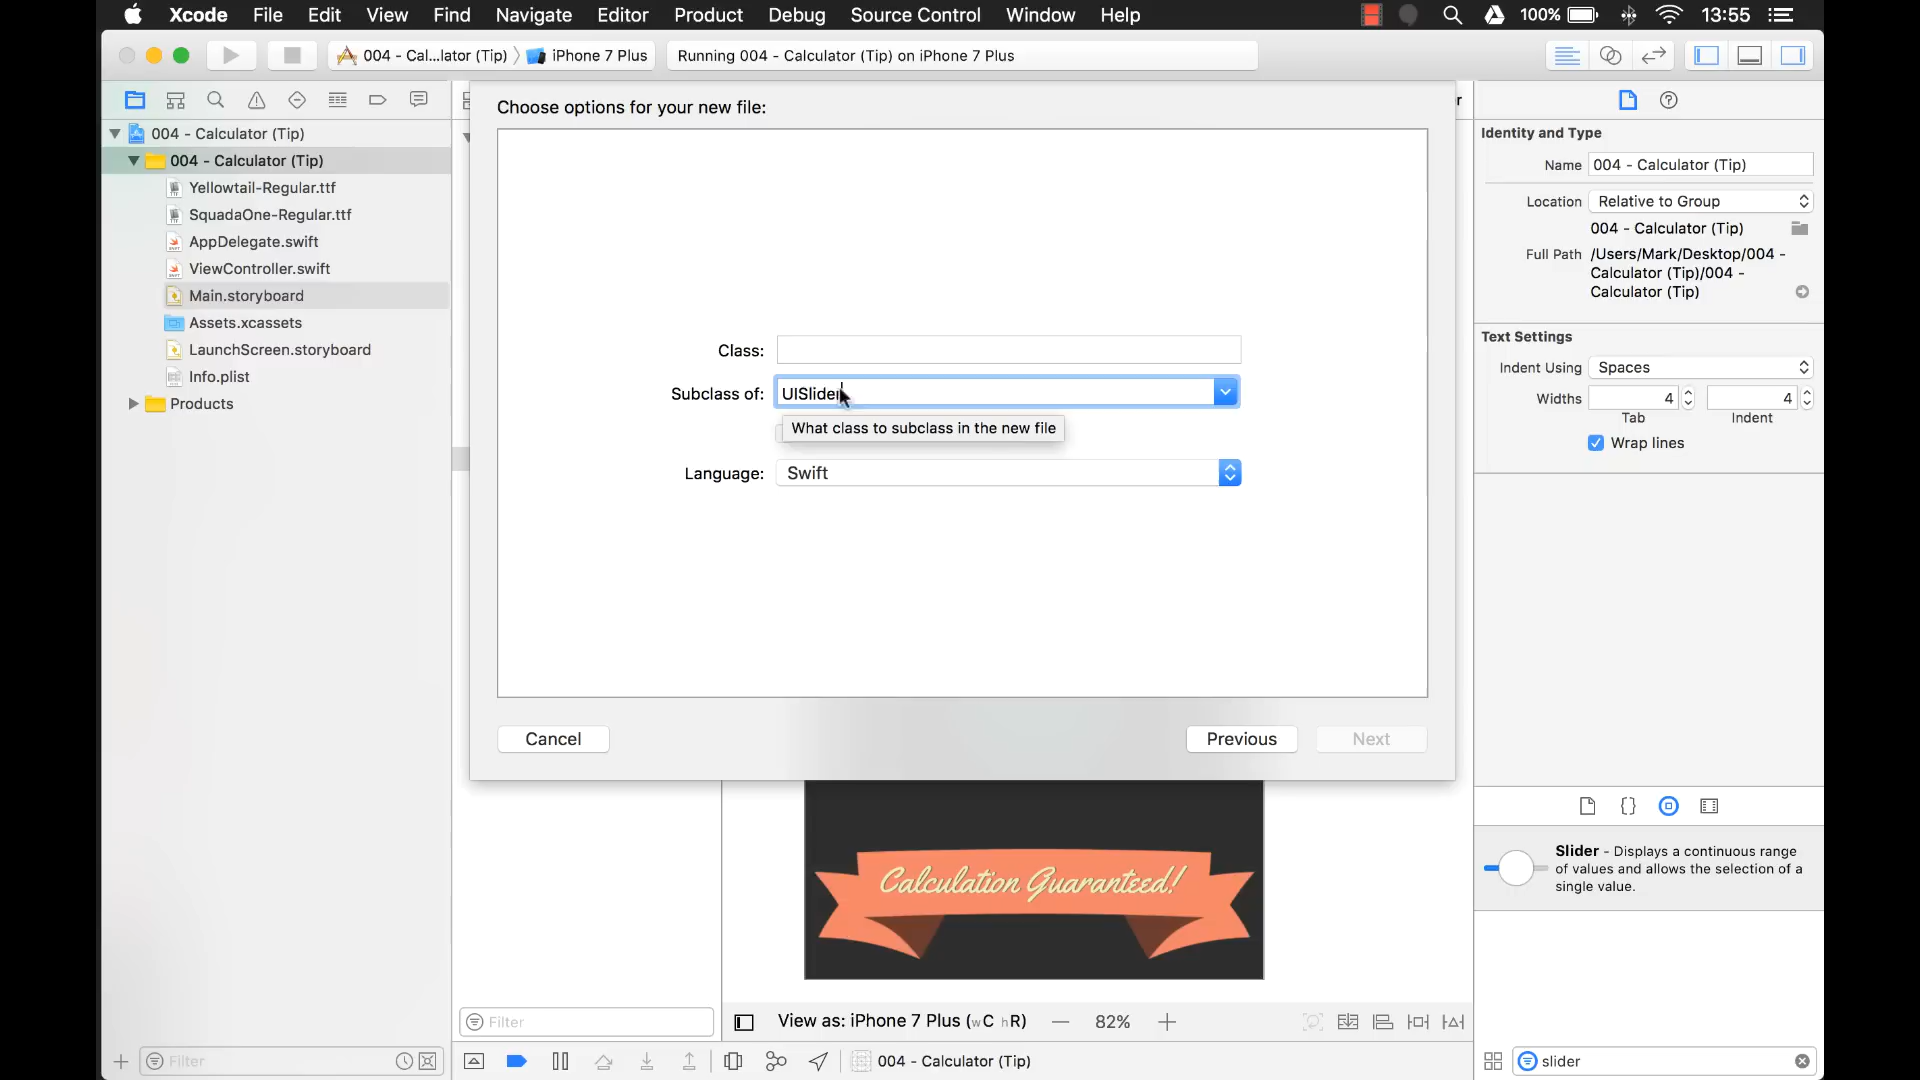 Xcode File Edit View Find Navigate Editor Product Debug Source Control Window Help 100% 13:55
004 - Cal...lator (Tip) iPhone 7 Plus Running 004 - Calculator (Tip) on iPhone 7 Plus
004 - Calculator (Tip)
004 - Calculator (Tip)
Yellowtail-Regular.ttf
SquadaOne-Regular.ttf
AppDelegate.swift
ViewController.swift
Main.storyboard
Assets.xcassets
LaunchScreen.storyboard
Info.plist
Products
Filter
Choose options for your new file:
Class:
Subclass of: UISlider
What class to subclass in the new file
Language: Swift
Cancel Previous Next
Calculation Guaranteed!
Filter
View as: iPhone 7 Plus (wC hR) 82%
004 - Calculator (Tip)
Identity and Type
Name 004 - Calculator (Tip)
Location Relative to Group
004 - Calculator (Tip)
Full Path /Users/Mark/Desktop/004 -
Calculator (Tip)/004 -
Calculator (Tip)
Text Settings
Indent Using Spaces
Widths 4 4
Tab Indent
Wrap lines
Slider - Displays a continuous range
of values and allows the selection of a
single value.
slider